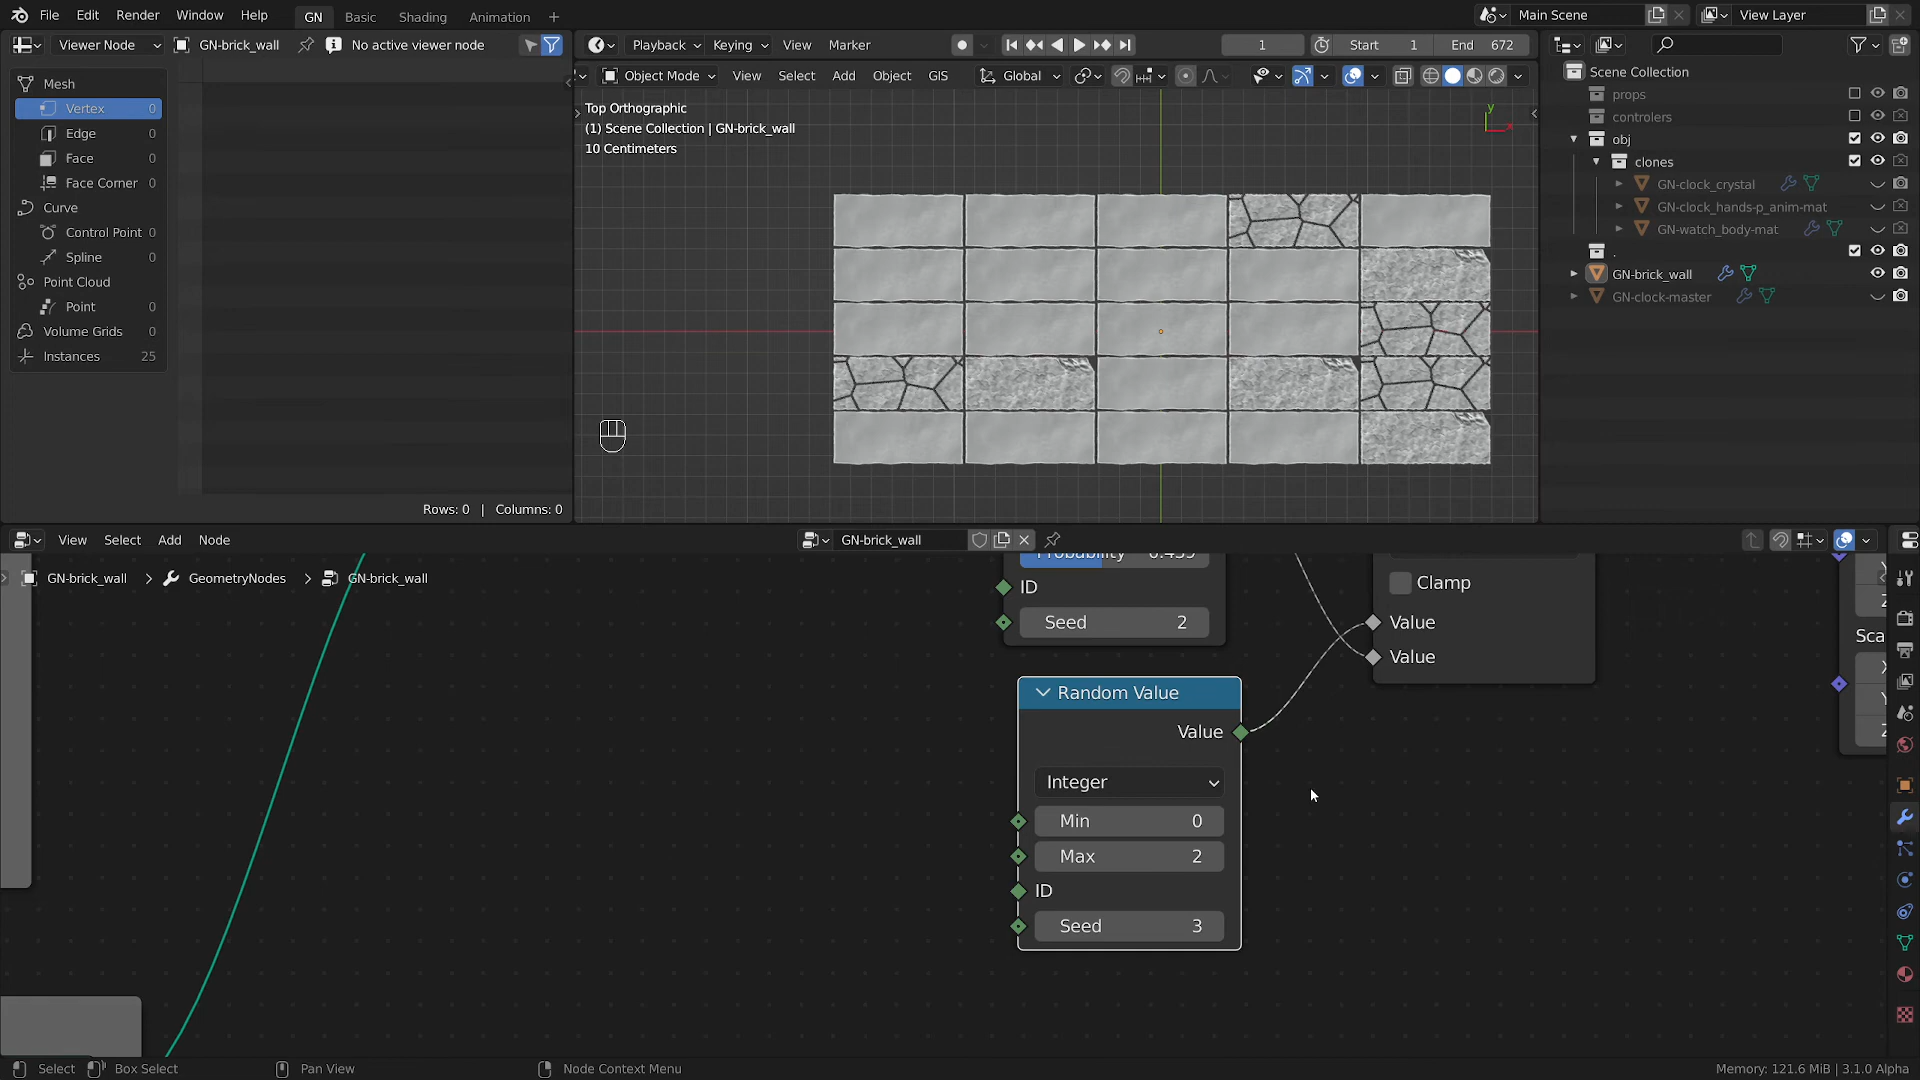 File Edit Render Window Help GN Basic Shading Animation + Main Scene View Layer
Viewer Node GN-brick_wall No active viewer node Playback Keying View Marker 1 Start 1 End 672
Object Mode View Select Add Object GIS Global
Mesh
Vertex 0
Edge 0
Face 0
Face Corner 0
Curve
Control Point 0
Spline 0
Point Cloud
Point 0
Volume Grids 0
Instances 25
Rows: 0 | Columns: 0
Top Orthographic
(1) Scene Collection | GN-brick_wall
10 Centimeters
y
Scene Collection
props
controlers
obj
clones
GN-clock_crystal
GN-clock_hands-p_anim-mat
GN-watch_body-mat
.
GN-brick_wall
GN-clock-master
View Select Add Node GN-brick_wall
GN-brick_wall GeometryNodes GN-brick_wall
Probability
ID
Seed 2
Clamp
Value
Value
Random Value
Value
Integer
Min 0
Max 2
ID
Seed 3
Sca
X
Select Box Select Pan View Node Context Menu Memory: 121.6 MiB | 3.1.0 Alpha